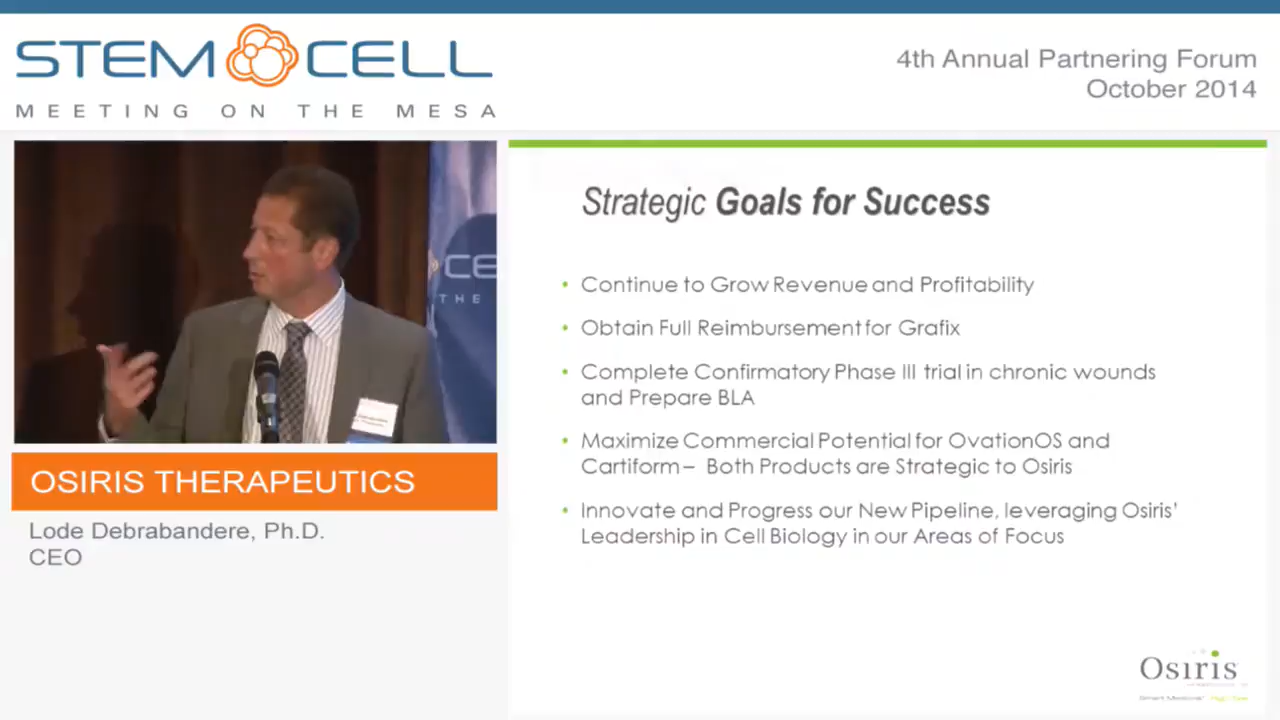 STEM CELL
MEETING ON THE MESA
4th Annual Partnering Forum
October 2014
CE
THE
OSIRIS THERAPEUTICS
Lode Debrabandere, Ph.D.
CEO
Strategic Goals for Success
• Continue to Grow Revenue and Profitability
• Obtain Full Reimbursement for Grafix
• Complete Confirmatory Phase III trial in chronic wounds
and Prepare BLA
• Maximize Commercial Potential for OvationOS and
Cartiform – Both Products are Strategic to Osiris
• Innovate and Progress our New Pipeline, leveraging Osiris’
Leadership in Cell Biology in our Areas of Focus
Osiris